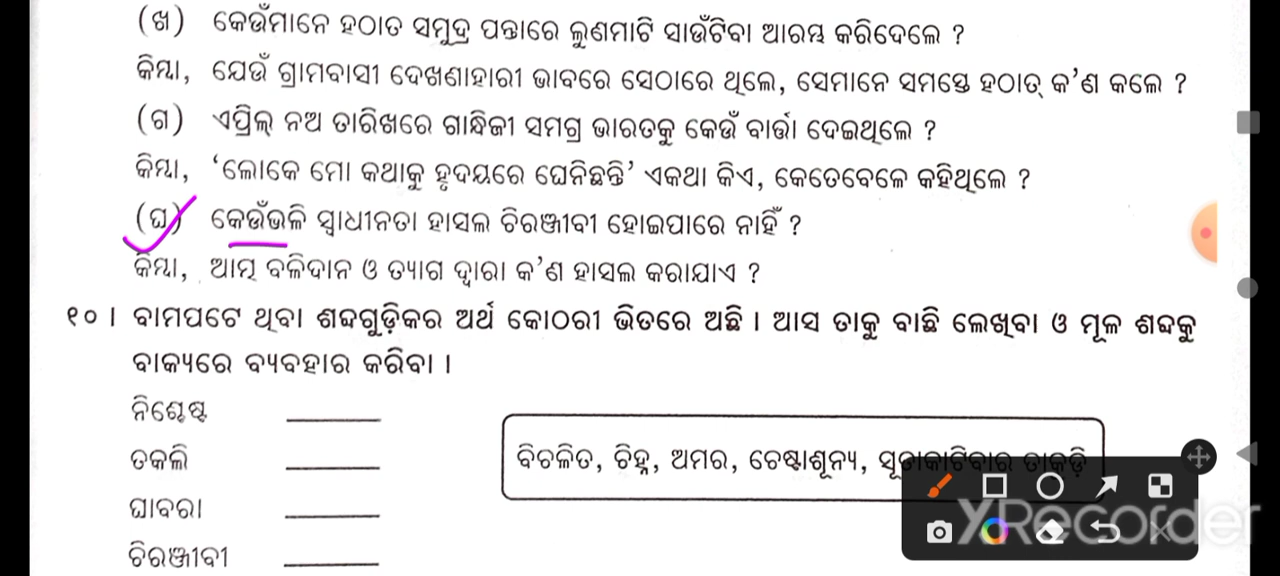 (ଖ) କେଉଁମାନେ ହଠାତ ସମୁଦ୍ର ପନ୍ତାରେ ଲୁଣମାଟି ସାଉଁଟିବା ଆରମ୍ଭ କରିଦେଲେ ?
କିମ୍ବା, ଯେଉଁ ଗ୍ରାମବାସୀ ଦେଖଣାହାରୀ ଭାବରେ ସେଠାରେ ଥିଲେ, ସେମାନେ ସମସ୍ତେ ହଠାତ୍ କ’ଣ କଲେ ?
(ଗ) ଏପ୍ରିଲ୍ ନଅ ତାରିଖରେ ଗାନ୍ଧିଜୀ ସମଗ୍ର ଭାରତକୁ କେଉଁ ବାର୍ତ୍ତା ଦେଇଥିଲେ ?
କିମ୍ବା, ‘ଲୋକେ ମୋ କଥାକୁ ହୃଦୟରେ ଘେନିଛନ୍ତି’ ଏକଥା କିଏ, କେତେବେଳେ କହିଥିଲେ ?
(ଘ) କେଉଁଭଳି ସ୍ୱାଧୀନତା ହାସଲ ଚିରଞ୍ଜୀବୀ ହୋଇପାରେ ନାହିଁ ?
କିମ୍ବା, ଆତ୍ମ ବଳିଦାନ ଓ ତ୍ୟାଗ ଦ୍ୱାରା କ’ଣ ହାସଲ କରାଯାଏ ?
୧୦। ବାମପଟେ ଥିବା ଶବ୍ଦଗୁଡ଼ିକର ଅର୍ଥ କୋଠରୀ ଭିତରେ ଅଛି । ଆସ ତାକୁ ବାଛି ଲେଖିବା ଓ ମୂଳ ଶବ୍ଦକୁ
ବାକ୍ୟରେ ବ୍ୟବହାର କରିବା ।
ନିଶ୍ଚେଷ୍ଟ
ତକଲି
ଘାବରା
ଚିରଞ୍ଜୀବୀ
ବିଚଳିତ, ଚିହ୍ନ, ଅମର, ଚେଷ୍ଟାଶୂନ୍ୟ, ସୂତାକାଟିବାର ତାକୁଡ଼ି
XRecorder